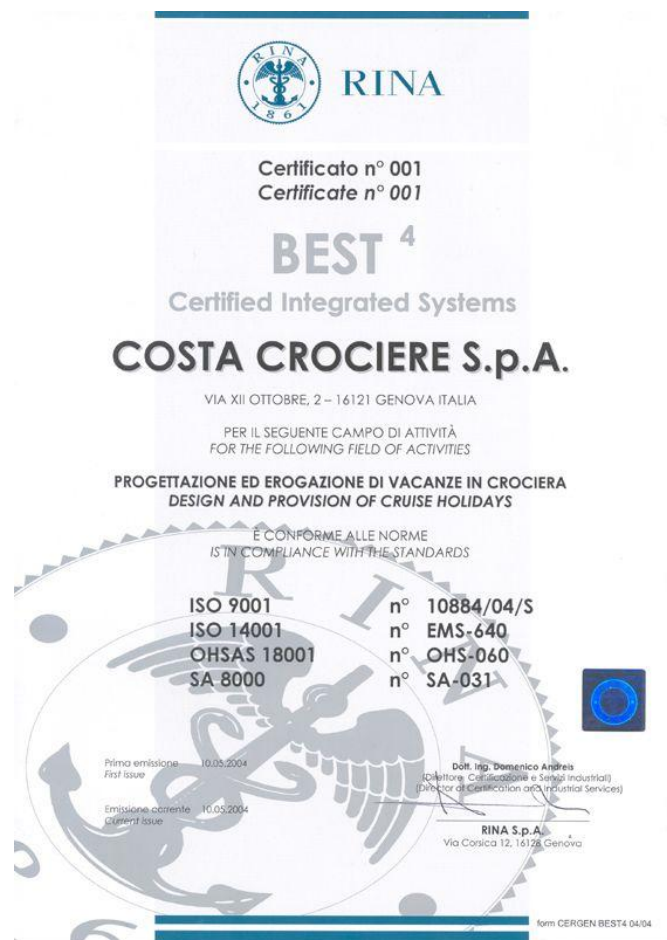 RINA
1861
RINA
Certificato n° 001
Certificate n° 001
BEST 4
Certified Integrated Systems
COSTA CROCIERE S.p.A.
VIA XII OTTOBRE, 2 – 16121 GENOVA ITALIA
PER IL SEGUENTE CAMPO DI ATTIVITÀ
FOR THE FOLLOWING FIELD OF ACTIVITIES
PROGETTAZIONE ED EROGAZIONE DI VACANZE IN CROCIERA
DESIGN AND PROVISION OF CRUISE HOLIDAYS
È CONFORME ALLE NORME
IS IN COMPLIANCE WITH THE STANDARDS
RINA
ISO 9001 n° 10884/04/S
ISO 14001 n° EMS-640
OHSAS 18001 n° OHS-060
SA 8000 n° SA-031
Prima emissione 10.05.2004
First issue
Emissione corrente 10.05.2004
Current issue
Dott. Ing. Domenico Andreis
(Direttore Certificazione e Servizi Industriali)
(Director of Certification and Industrial Services)
RINA S.p.A.
Via Corsica 12, 16128 Genova
form CERGEN BEST4 04/04